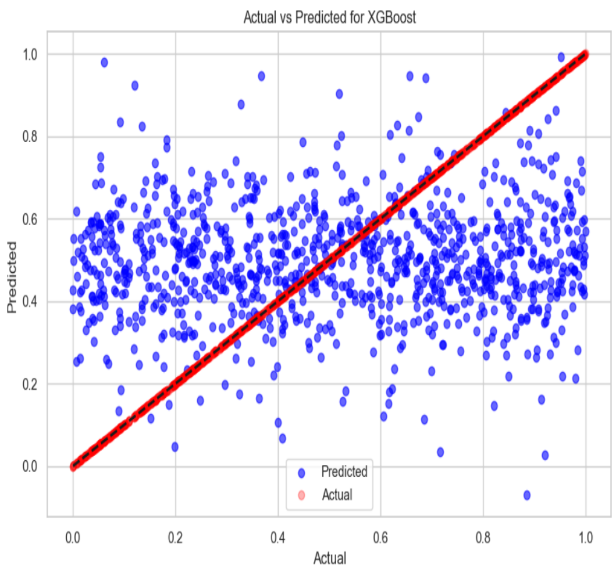 Actual vs Predicted for XGBoost
Predicted
1.0
0.8
0.6
0.4
0.2
0.0
Predicted
Actual
0.0 0.2 0.4 0.6 0.8 1.0
Actual